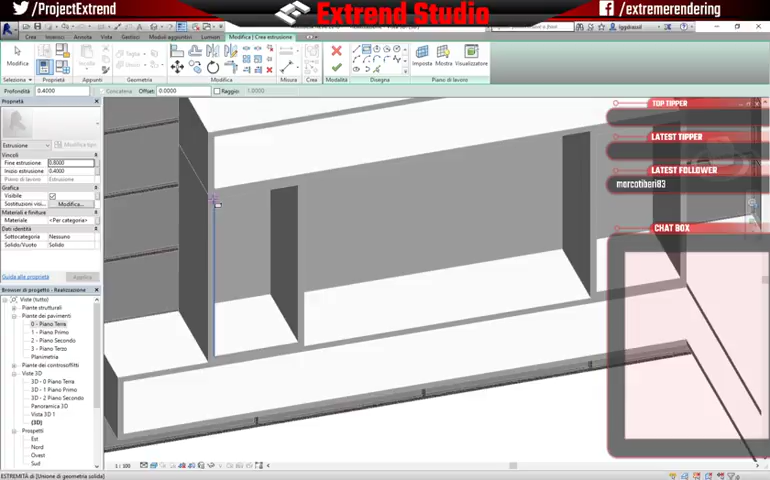 /ProjectExtrend
Extrend Studio
/extremerendering
Inserisci
Annota
Vista
Gestisci
Moduli aggiuntivi
Lumion
Modifica | Crea estrusione
Modifica
Seleziona
Proprietà
Appunti
Geometria
Modifica
Misura
Crea
Modalità
Disegna
Imposta
Mostra
Visualizzatore
Piano di lavoro
Profondità 0.4000
Concatena
Offset: 0.0000
Raggio: 1.0000
Proprietà
Estrusione
Modifica tipo
Vincoli
Fine estrusione 0.8000
Inizio estrusione 0.4000
Piano di lavoro Estrusione
Grafica
Visibile
Sostituzioni visi... Modifica...
Materiali e finiture
Materiale <Per categoria>
Dati identità
Sottocategoria Nessuno
Solido/Vuoto Solido
Guida alle proprietà
Applica
Browser di progetto - Realizzazione
Viste (tutto)
Piante strutturali
Piante dei pavimenti
0 - Piano Terra
1 - Piano Primo
2 - Piano Secondo
3 - Piano Terzo
Planimetria
Piante dei controsoffitti
Viste 3D
3D - 0 Piano Terra
3D - 1 Piano Primo
3D - 2 Piano Secondo
Panoramica 3D
Vista 3D 1
{3D}
Prospetti
Est
Nord
Ovest
Sud
1 : 100
ESTREMITÀ di [Unione di geometria solida]
TOP TIPPER
LATEST TIPPER
LATEST FOLLOWER
marcotiberi83
CHAT BOX